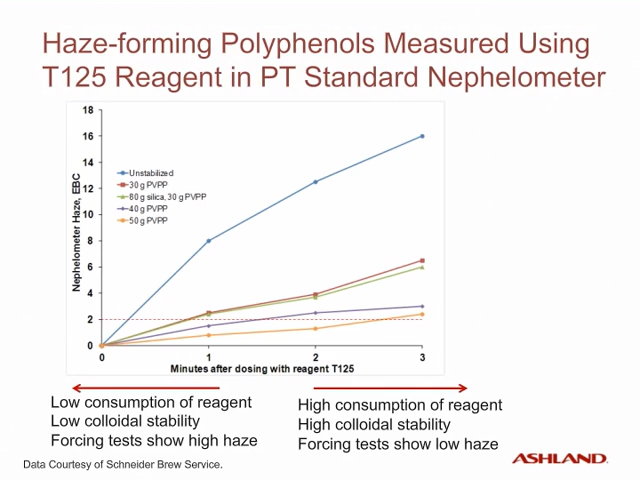 Haze-forming Polyphenols Measured Using
T125 Reagent in PT Standard Nephelometer
18
16
14
12
10
8
6
4
2
0
Nephelometer Haze, EBC
Unstabilized
30 g PVPP
80 g silica, 30 g PVPP
40 g PVPP
50 g PVPP
0 1 2 3
Minutes after dosing with reagent T125
Low consumption of reagent
Low colloidal stability
Forcing tests show high haze
High consumption of reagent
High colloidal stability
Forcing tests show low haze
Data Courtesy of Schneider Brew Service.
ASHLAND